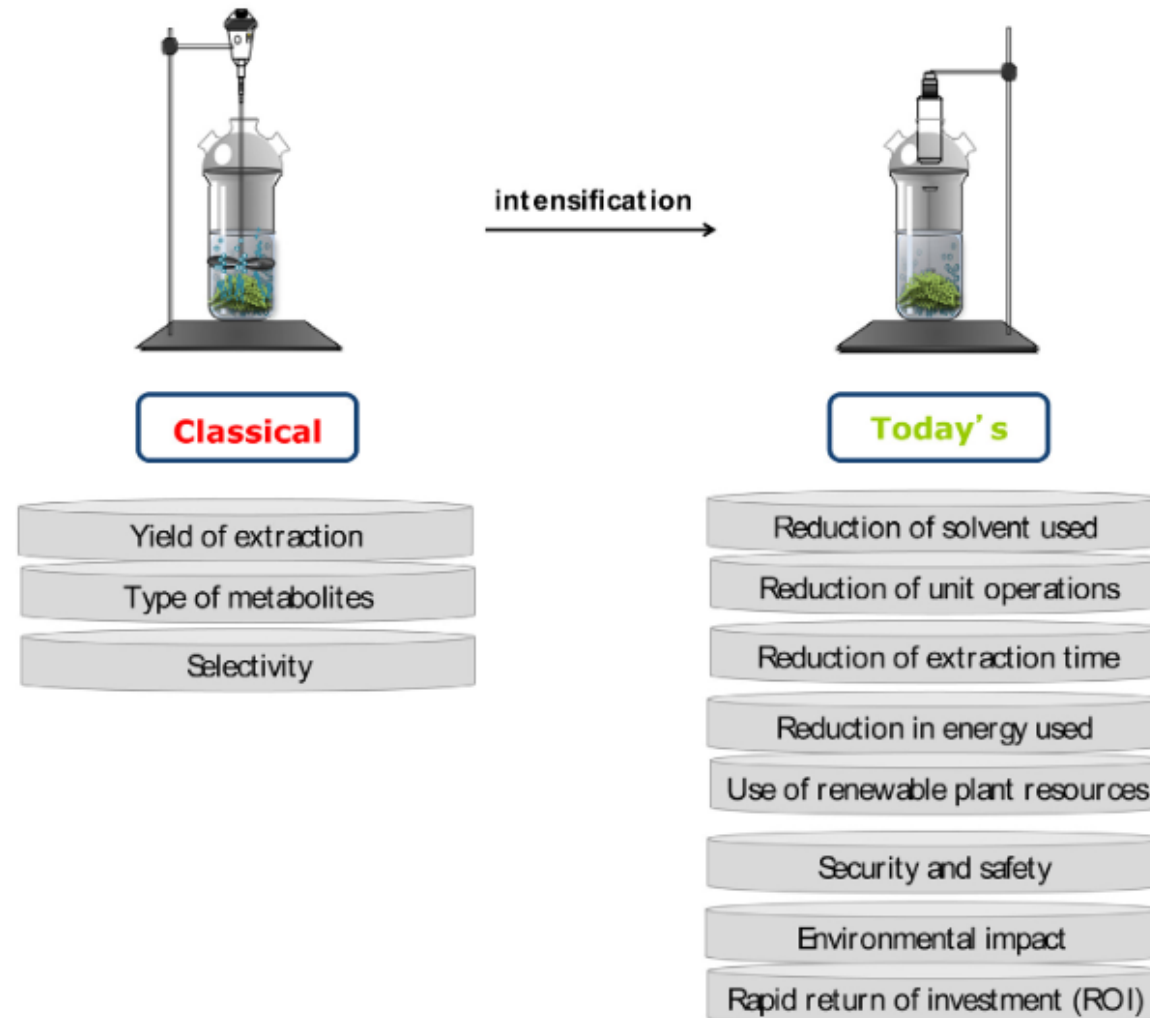 intensification
Classical
Today's
Yield of extraction
Type of metabolites
Selectivity
Reduction of solvent used
Reduction of unit operations
Reduction of extraction time
Reduction in energy used
Use of renewable plant resources
Security and safety
Environmental impact
Rapid return of investment (ROI)